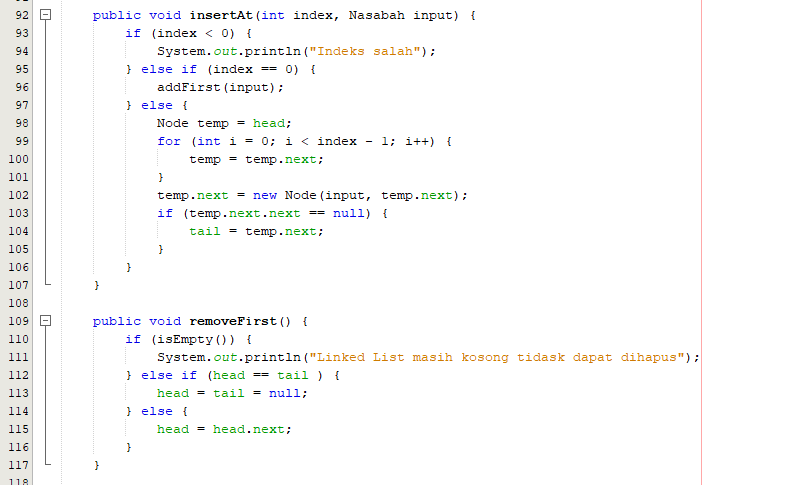 92 public void insertAt(int index, Nasabah input) {
93 if (index < 0) {
94 System.out.println("Indeks salah");
95 } else if (index == 0) {
96 addFirst(input);
97 } else {
98 Node temp = head;
99 for (int i = 0; i < index - 1; i++) {
100 temp = temp.next;
101 }
102 temp.next = new Node(input, temp.next);
103 if (temp.next.next == null) {
104 tail = temp.next;
105 }
106 }
107 }
108
109 public void removeFirst() {
110 if (isEmpty()) {
111 System.out.println("Linked List masih kosong tidask dapat dihapus");
112 } else if (head == tail ) {
113 head = tail = null;
114 } else {
115 head = head.next;
116 }
117 }
118